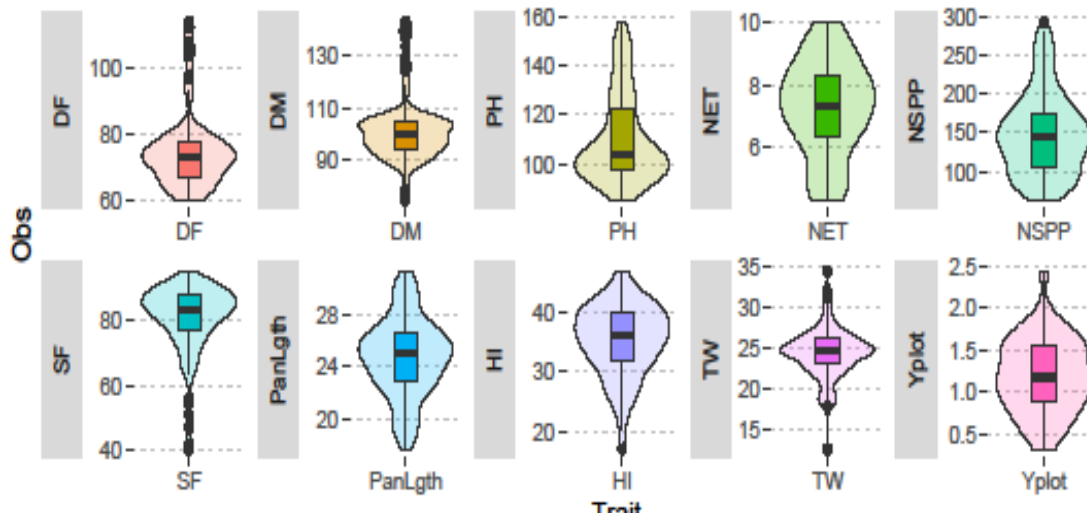 Obs
DF
100
80
60
DF
DM
130
110
90
DM
PH
160
140
120
100
PH
NET
10
8
6
NET
NSPP
300
250
200
150
100
NSPP
SF
80
60
40
SF
PanLgth
28
24
20
PanLgth
HI
40
30
20
HI
TW
35
30
25
20
15
TW
Yplot
2.5
2.0
1.5
1.0
0.5
Yplot
Trait